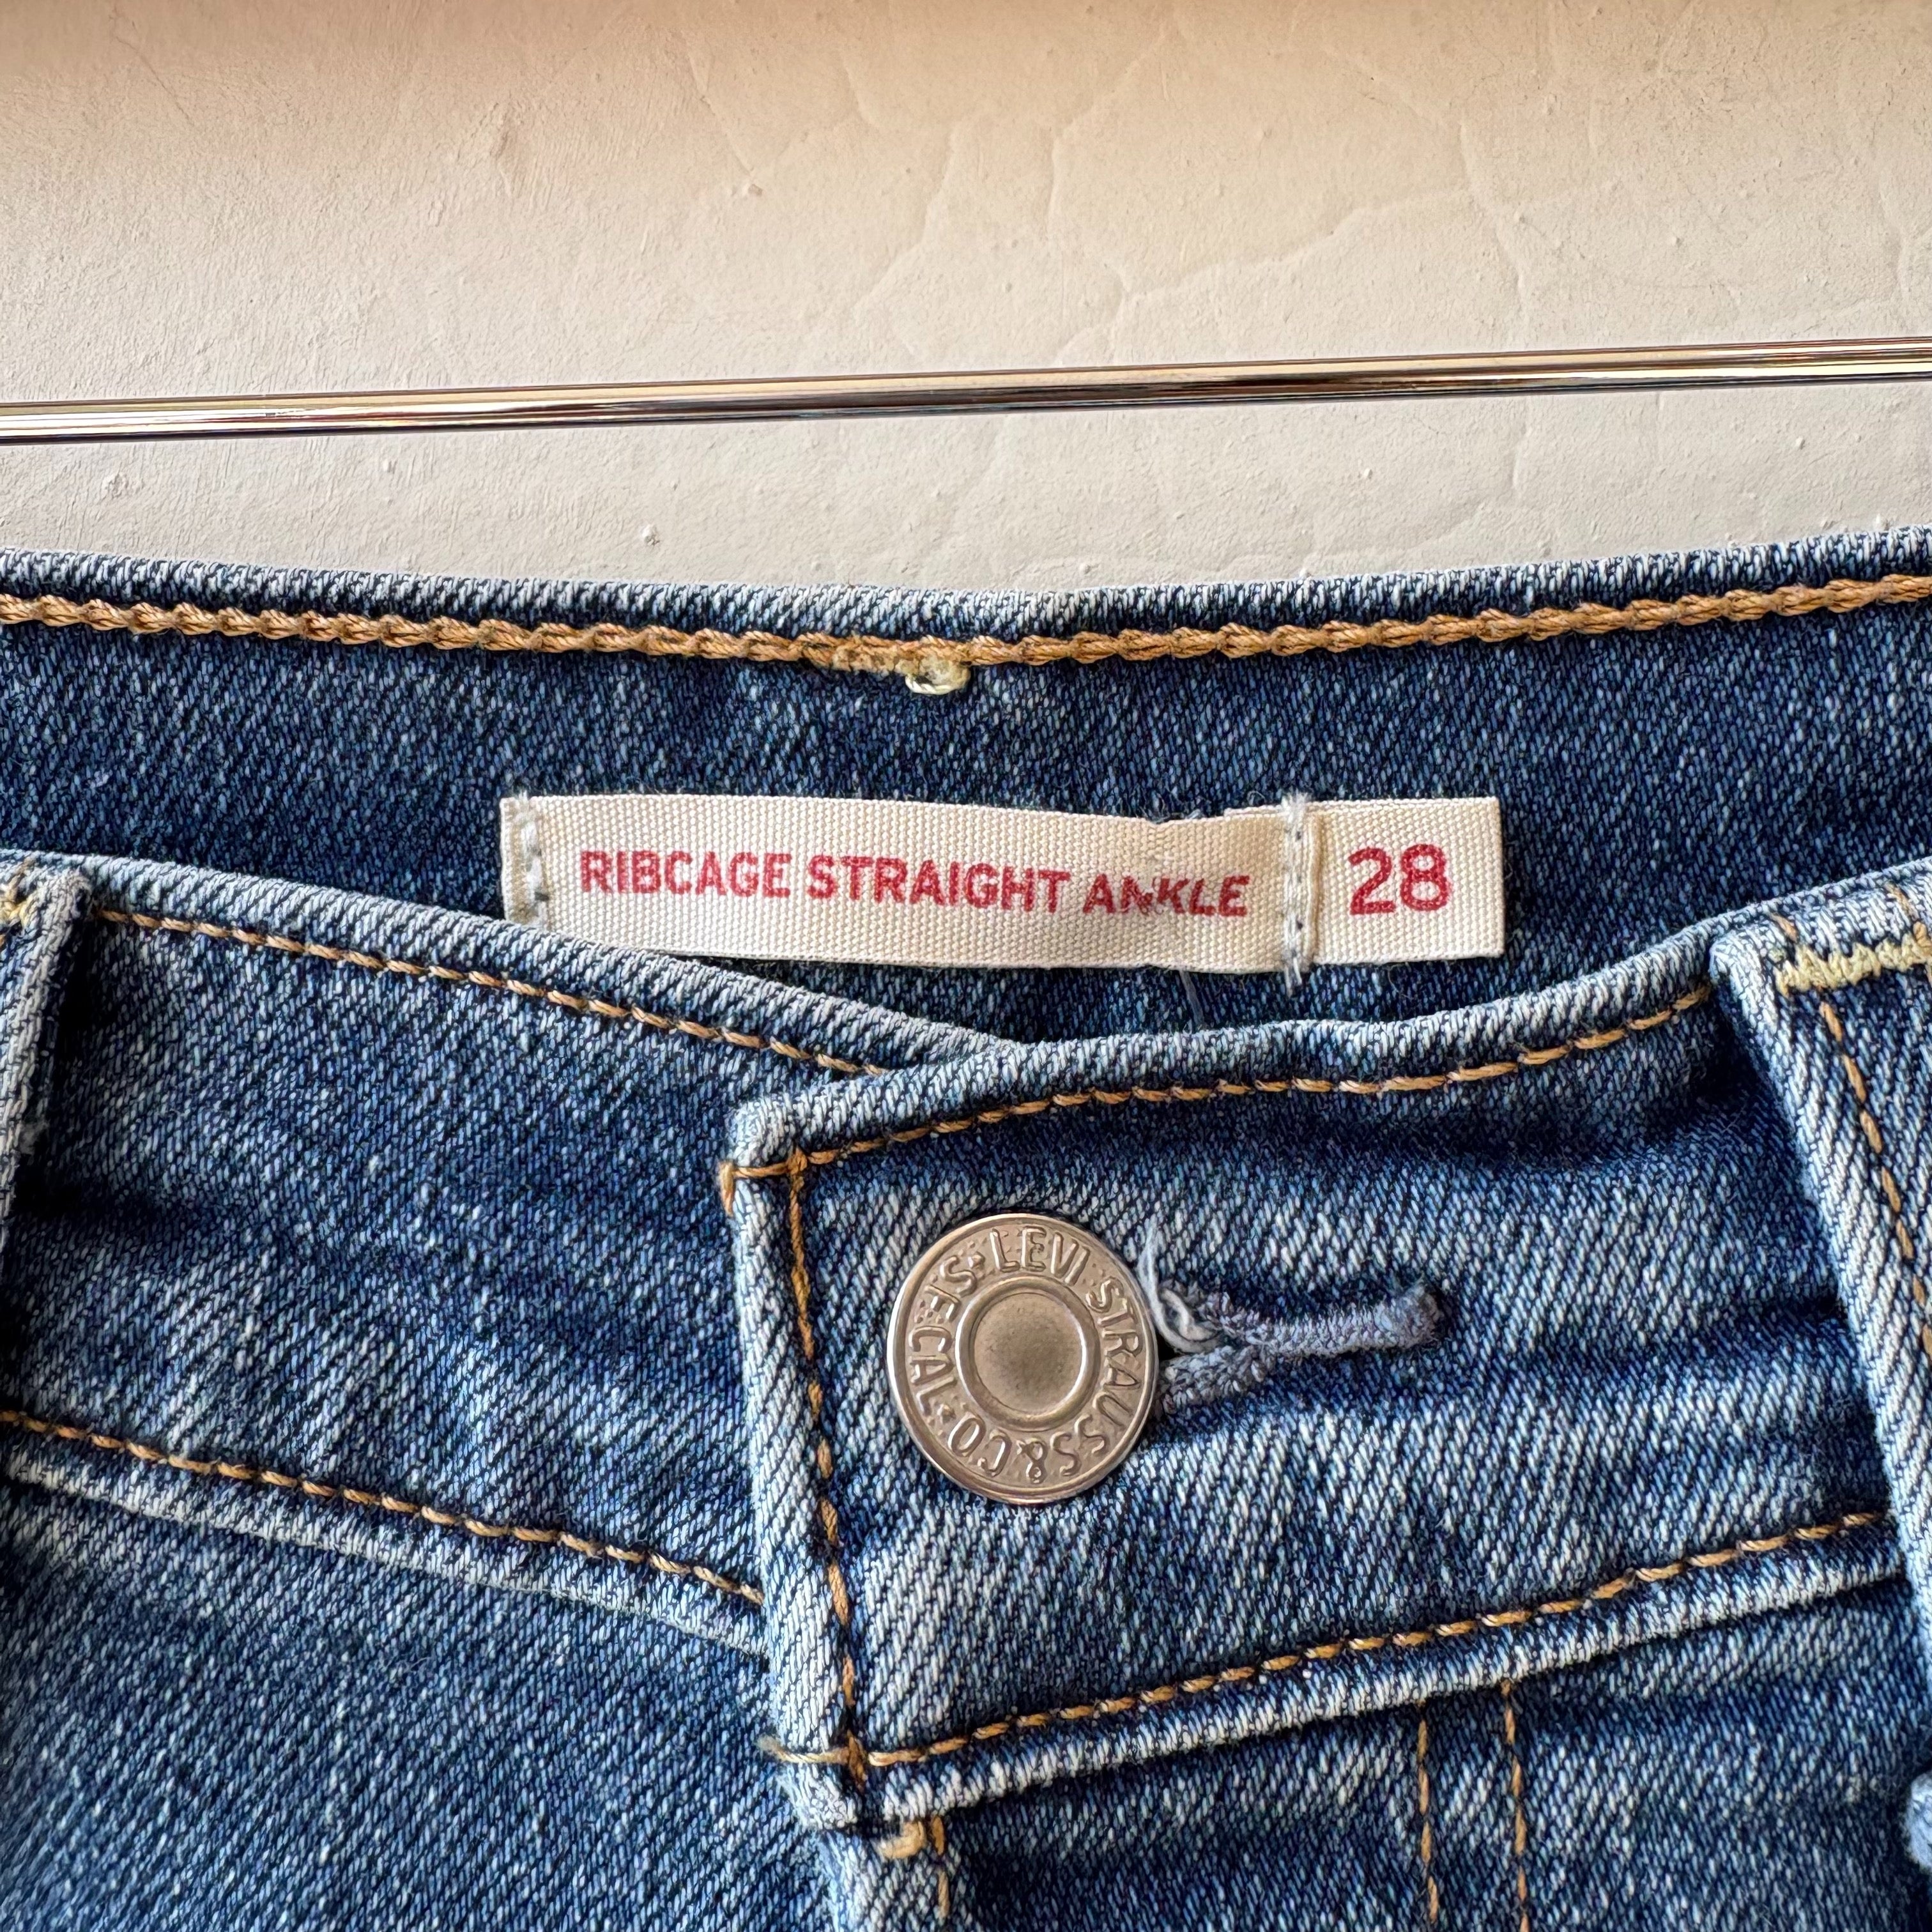 RIBCAGE STRAIGHT ANKLE 28
LEVI STRAUSS & CO S.F. CAL